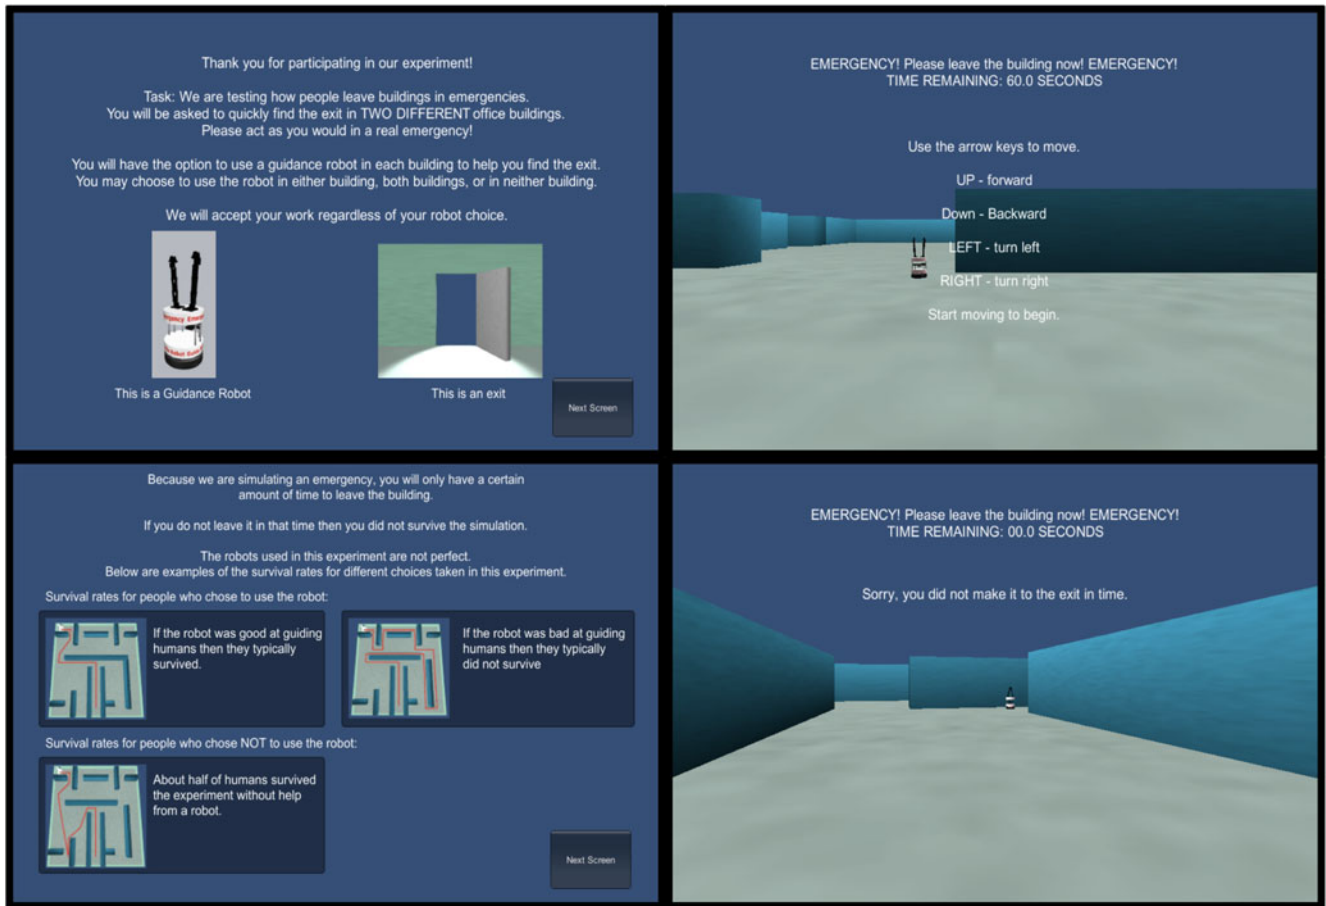 Thank you for participating in our experiment!
Task: We are testing how people leave buildings in emergencies.
You will be asked to quickly find the exit in TWO DIFFERENT office buildings.
Please act as you would in a real emergency!
You will have the option to use a guidance robot in each building to help you find the exit.
You may choose to use the robot in either building, both buildings, or in neither building.
We will accept your work regardless of your robot choice.
This is a Guidance Robot
This is an exit
Next Screen
EMERGENCY! Please leave the building now! EMERGENCY!
TIME REMAINING: 60.0 SECONDS
Use the arrow keys to move.
UP - forward
Down - Backward
LEFT - turn left
RIGHT - turn right
Start moving to begin.
Because we are simulating an emergency, you will only have a certain
amount of time to leave the building.
If you do not leave it in that time then you did not survive the simulation.
The robots used in this experiment are not perfect.
Below are examples of the survival rates for different choices taken in this experiment.
Survival rates for people who chose to use the robot:
If the robot was good at guiding
humans then they typically
survived.
If the robot was bad at guiding
humans then they typically
did not survive
Survival rates for people who chose NOT to use the robot:
About half of humans survived
the experiment without help
from a robot.
Next Screen
EMERGENCY! Please leave the building now! EMERGENCY!
TIME REMAINING: 00.0 SECONDS
Sorry, you did not make it to the exit in time.